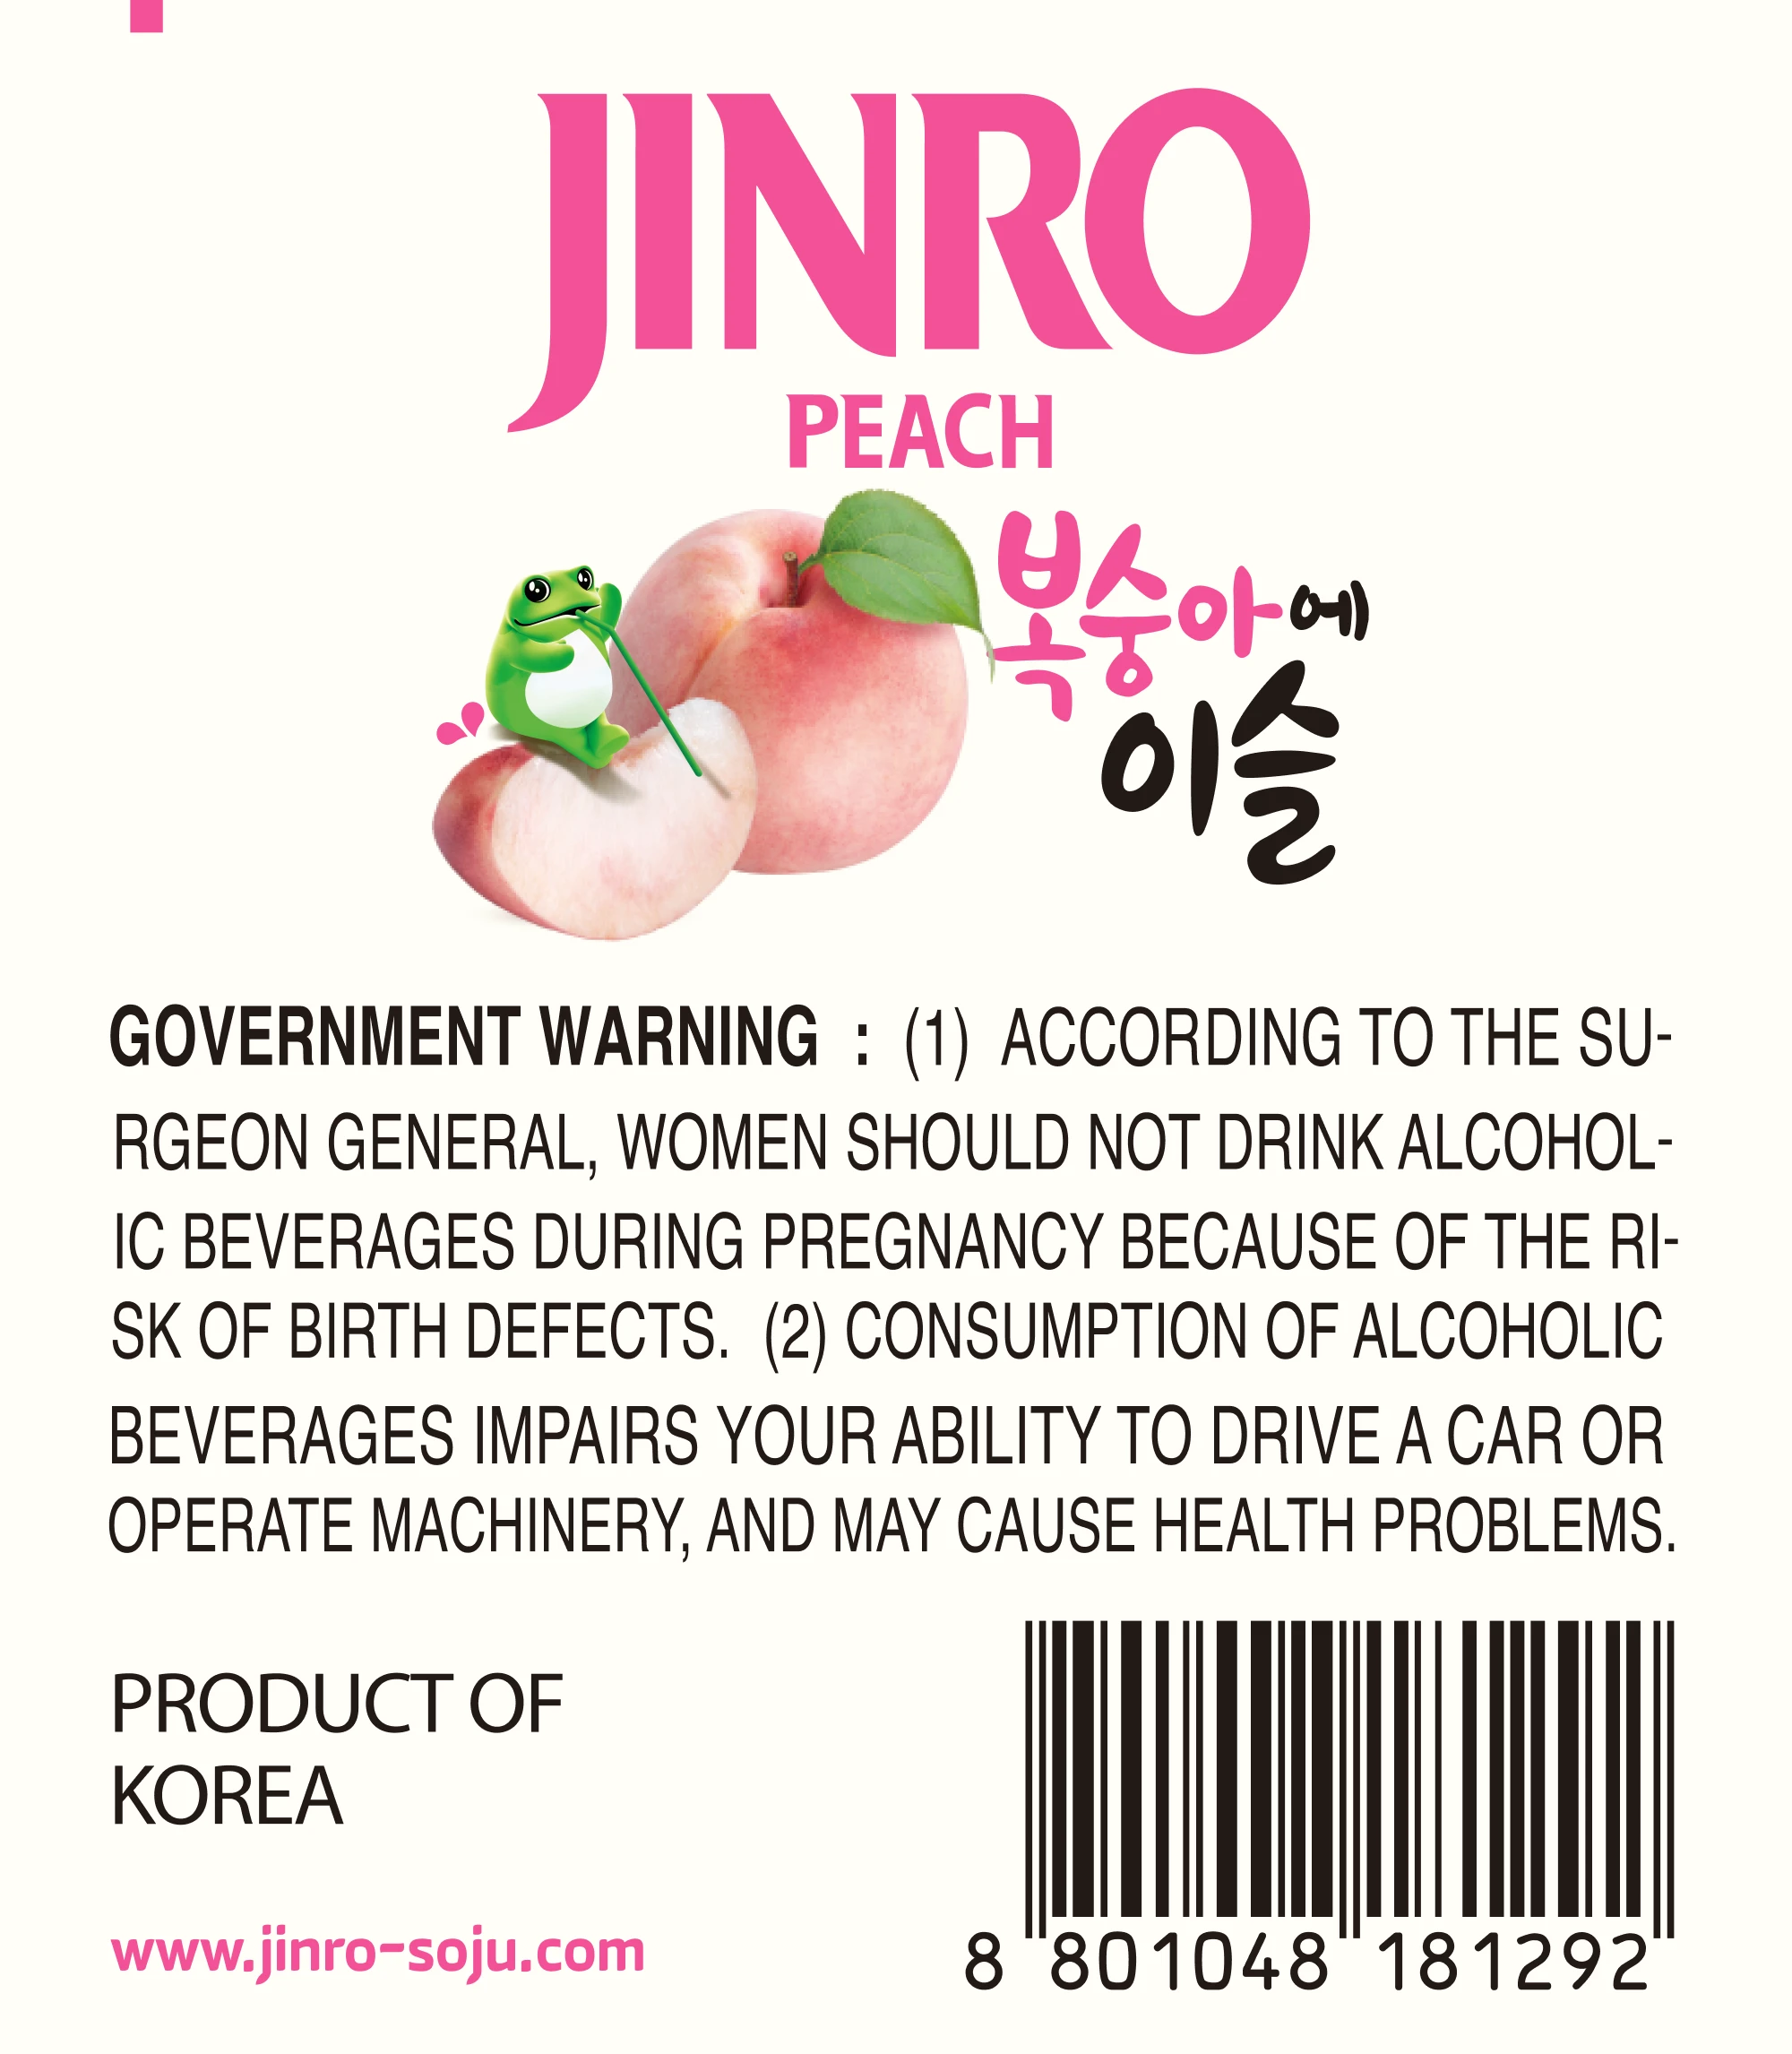 JINRO
PEACH
복숭아에
이슬
GOVERNMENT WARNING : (1) ACCORDING TO THE SU-
RGEON GENERAL, WOMEN SHOULD NOT DRINK ALCOHOL-
IC BEVERAGES DURING PREGNANCY BECAUSE OF THE RI-
SK OF BIRTH DEFECTS. (2) CONSUMPTION OF ALCOHOLIC
BEVERAGES IMPAIRS YOUR ABILITY TO DRIVE A CAR OR
OPERATE MACHINERY, AND MAY CAUSE HEALTH PROBLEMS.
PRODUCT OF
KOREA
www.jinro-soju.com
8 801048 181292